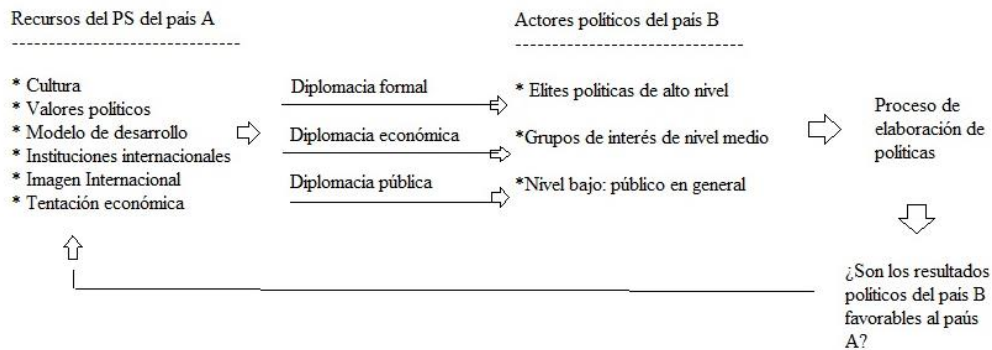 Recursos del PS del país A
-------------------------------
* Cultura
* Valores políticos
* Modelo de desarrollo
* Instituciones internacionales
* Imagen Internacional
* Tentación económica
Diplomacia formal
Diplomacia económica
Diplomacia pública
Actores políticos del país B
-------------------------------
* Elites politicas de alto nivel
*Grupos de interés de nivel medio
*Nivel bajo: público en general
Proceso de
elaboración de
políticas
¿Son los resultados
políticos del país B
favorables al paús
A?